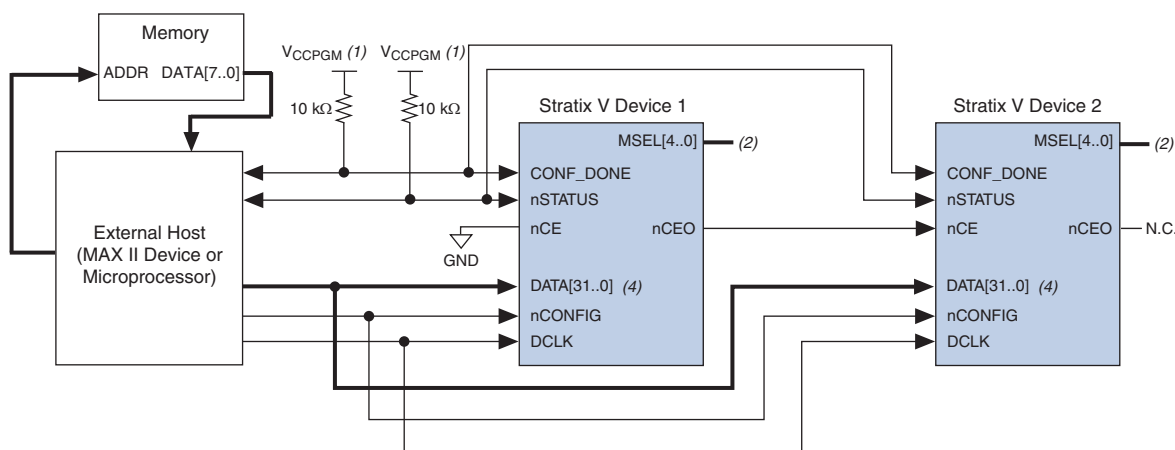 Memory
ADDR DATA[7..0]
VCCPGM (1) VCCPGM (1)
10 kΩ 10 kΩ
External Host
(MAX II Device or
Microprocessor)
GND
Stratix V Device 1
MSEL[4..0] (2)
CONF_DONE
nSTATUS
nCE nCEO
DATA[31..0] (4)
nCONFIG
DCLK
Stratix V Device 2
MSEL[4..0] (2)
CONF_DONE
nSTATUS
nCE nCEO N.C.
DATA[31..0] (4)
nCONFIG
DCLK